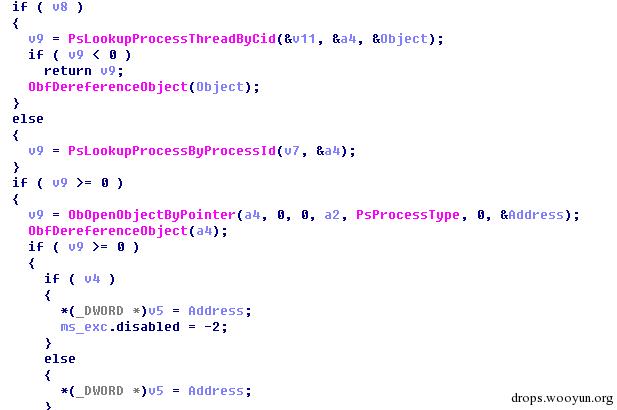 if ( v8 )
{
v9 = PsLookupProcessThreadByCid(&v11, &a4, &Object);
if ( v9 < 0 )
return v9;
ObfDereferenceObject(Object);
}
else
{
v9 = PsLookupProcessByProcessId(v7, &a4);
}
if ( v9 >= 0 )
{
v9 = ObOpenObjectByPointer(a4, 0, 0, a2, PsProcessType, 0, &Address);
ObfDereferenceObject(a4);
if ( v9 >= 0 )
{
if ( v4 )
{
*(_DWORD *)v5 = Address;
ms_exc.disabled = -2;
}
else
{
*(_DWORD *)v5 = Address;
}
drops.wooyun.org